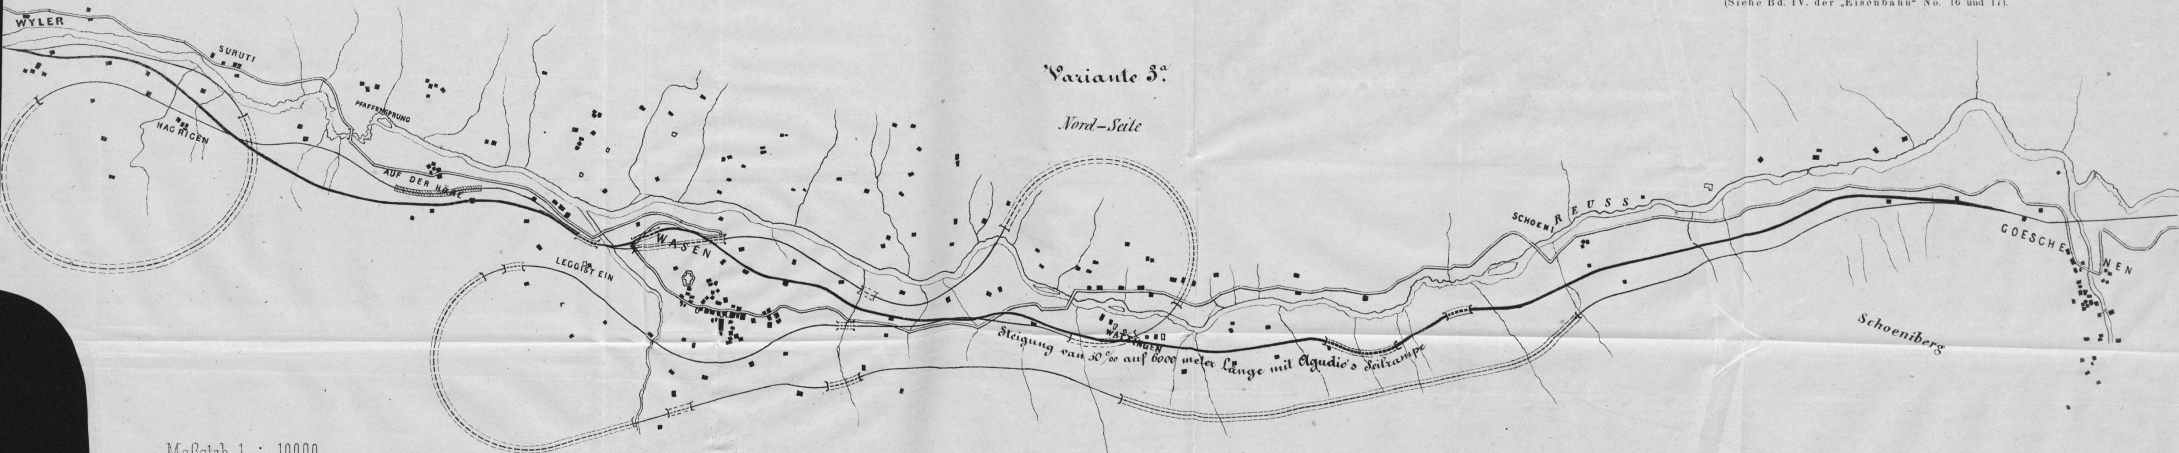 (Siehe Bd. IV. der „Eisenbahn“ No. 16 und 17).
WYLER
SURUTI
Variante 3ª.
Nord-Seite
PFAFFENSPRUNG
HAGRIGEN
AUF DER HÖHE
SCHOENI
REUSS
WASEN
GOESCHENEN
LEGGISTEIN
WATTINGEN
Steigung von 50‰ auf 6000 meter Länge mit Agudio's Seilrampe
Schoeniberg
Maßstab 1 : 10000